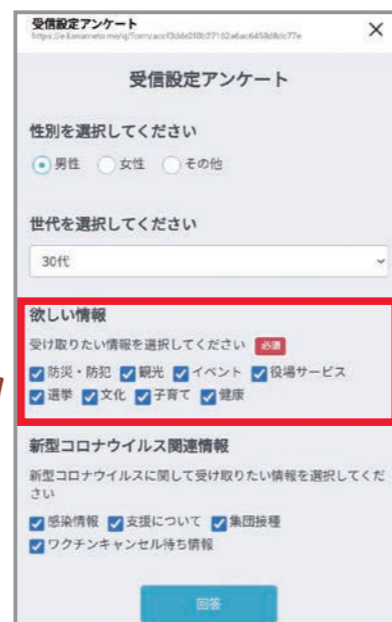 受信設定アンケート
受信設定アンケート
性別を選択してください
男性 女性 その他
世代を選択してください
30代
欲しい情報
受け取りたい情報を選択してください 必須
防災・防犯 観光 イベント 役場サービス
選挙 文化 子育て 健康
新型コロナウイルス関連情報
新型コロナウイルスに関して受け取りたい情報を選択してくだ
さい
感染情報 支援について 集団接種
ワクチンキャンセル待ち情報
回答